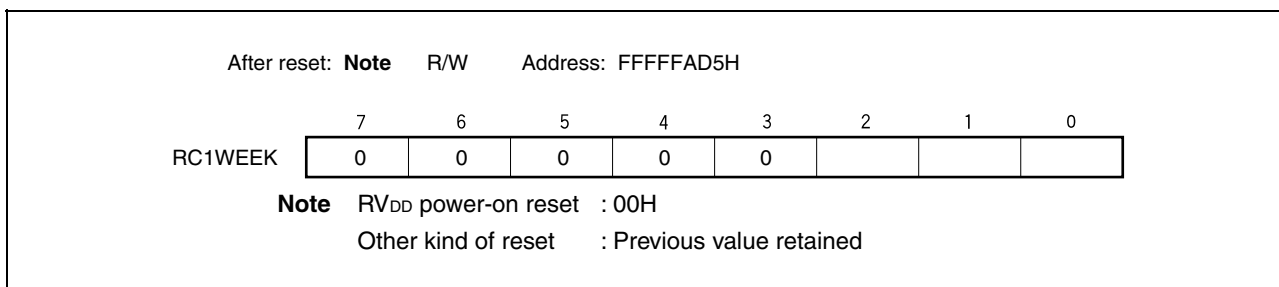 After reset: Note R/W Address: FFFFFAD5H
7 6 5 4 3 2 1 0
RC1WEEK 0 0 0 0 0
Note RVDD power-on reset : 00H
Other kind of reset : Previous value retained